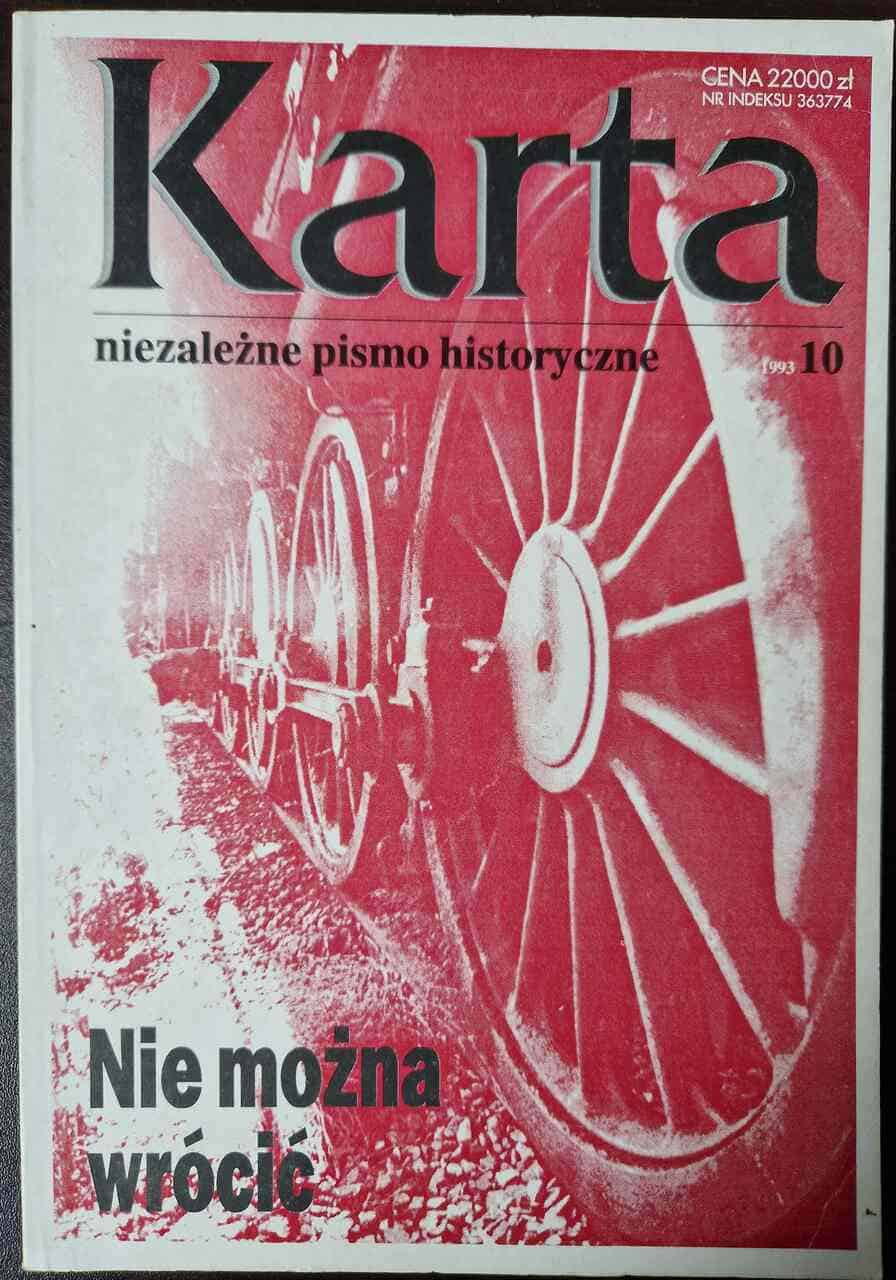 CENA 22000 zł
NR INDEKSU 363774
Karta
niezależne pismo historyczne 1993 10
Nie można
wrócić